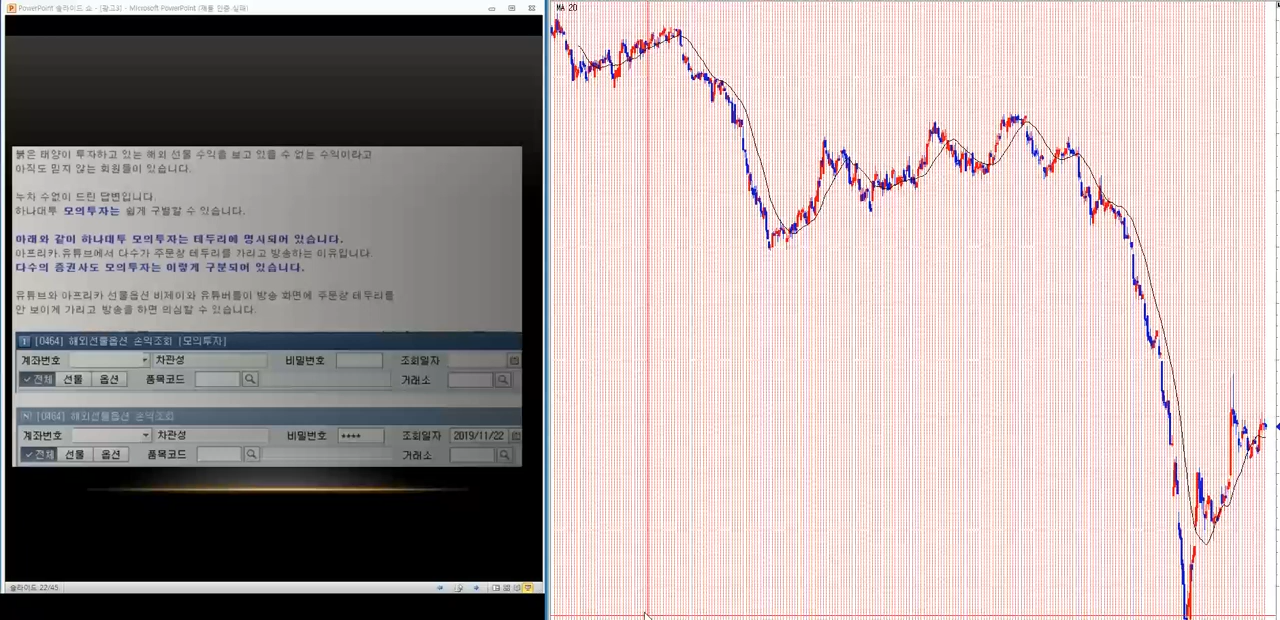 PowerPoint 슬라이드 쇼 - [광고3] - Microsoft PowerPoint (제품 인증 실패)
붉은 태양이 투자하고 있는 해외 선물 수익을 보고 있을 수 없는 수익이라고
아직도 믿지 않는 회원들이 있습니다.
누차 수없이 드린 답변입니다.
하나대투 모의투자는 쉽게 구별할 수 있습니다.
아래와 같이 하나대투 모의투자는 테두리에 명시되어 있습니다.
아프리카.유튜브에서 다수가 주문창 테두리를 가리고 방송하는 이유입니다.
다수의 증권사도 모의투자는 이렇게 구분되어 있습니다.
유튜브와 아프리카 선물옵션 비제이와 유튜버들이 방송 화면에 주문창 테두리를
안 보이게 가리고 방송을 하면 의심할 수 있습니다.
[0464] 해외선물옵션 손익조회 [모의투자]
계좌번호 차관성 비밀번호 조회일자
✓전체 선물 옵션 품목코드 거래소
[0464] 해외선물옵션 손익조회
계좌번호 차관성 비밀번호 **** 조회일자 2019/11/22
✓전체 선물 옵션 품목코드 거래소
슬라이드 22/45
MA 20